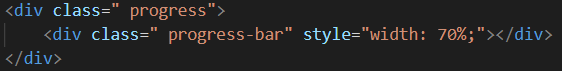 <div class=" progress">
    <div class=" progress-bar" style="width: 70%;"></div>
</div>